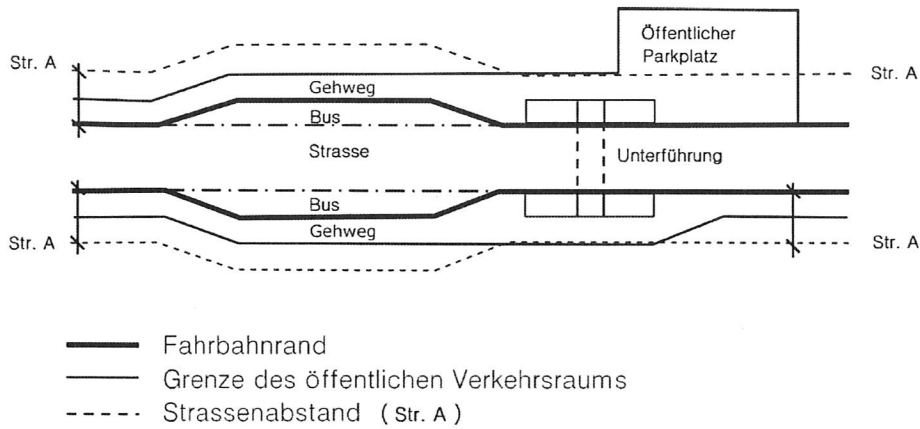 Öffentlicher
Parkplatz
Str. A
Str. A
Gehweg
Bus
Strasse
Unterführung
Bus
Gehweg
Str. A
Str. A
Fahrbahnrand
Grenze des öffentlichen Verkehrsraums
Strassenabstand ( Str. A )